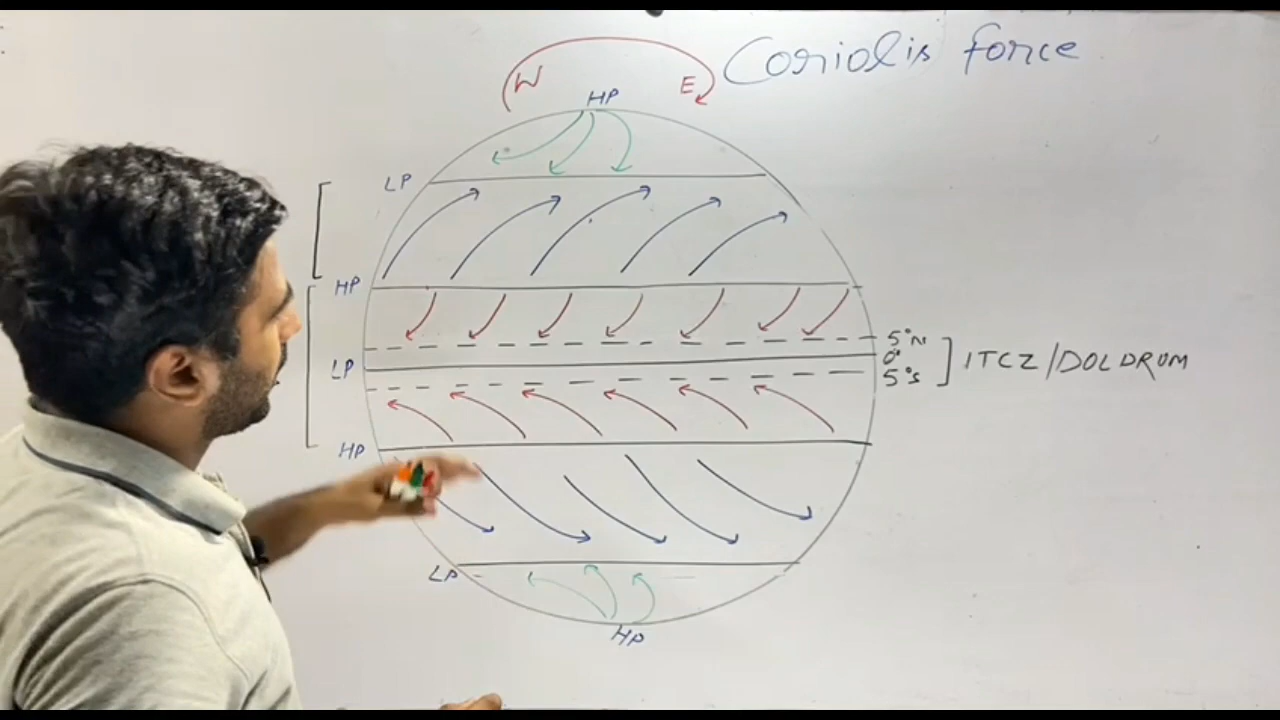 Coriolis force
W
E
HP
LP
HP
5°N
0°
LP
ITCZ/DOLDRUM
5°S
HP
LP
HP